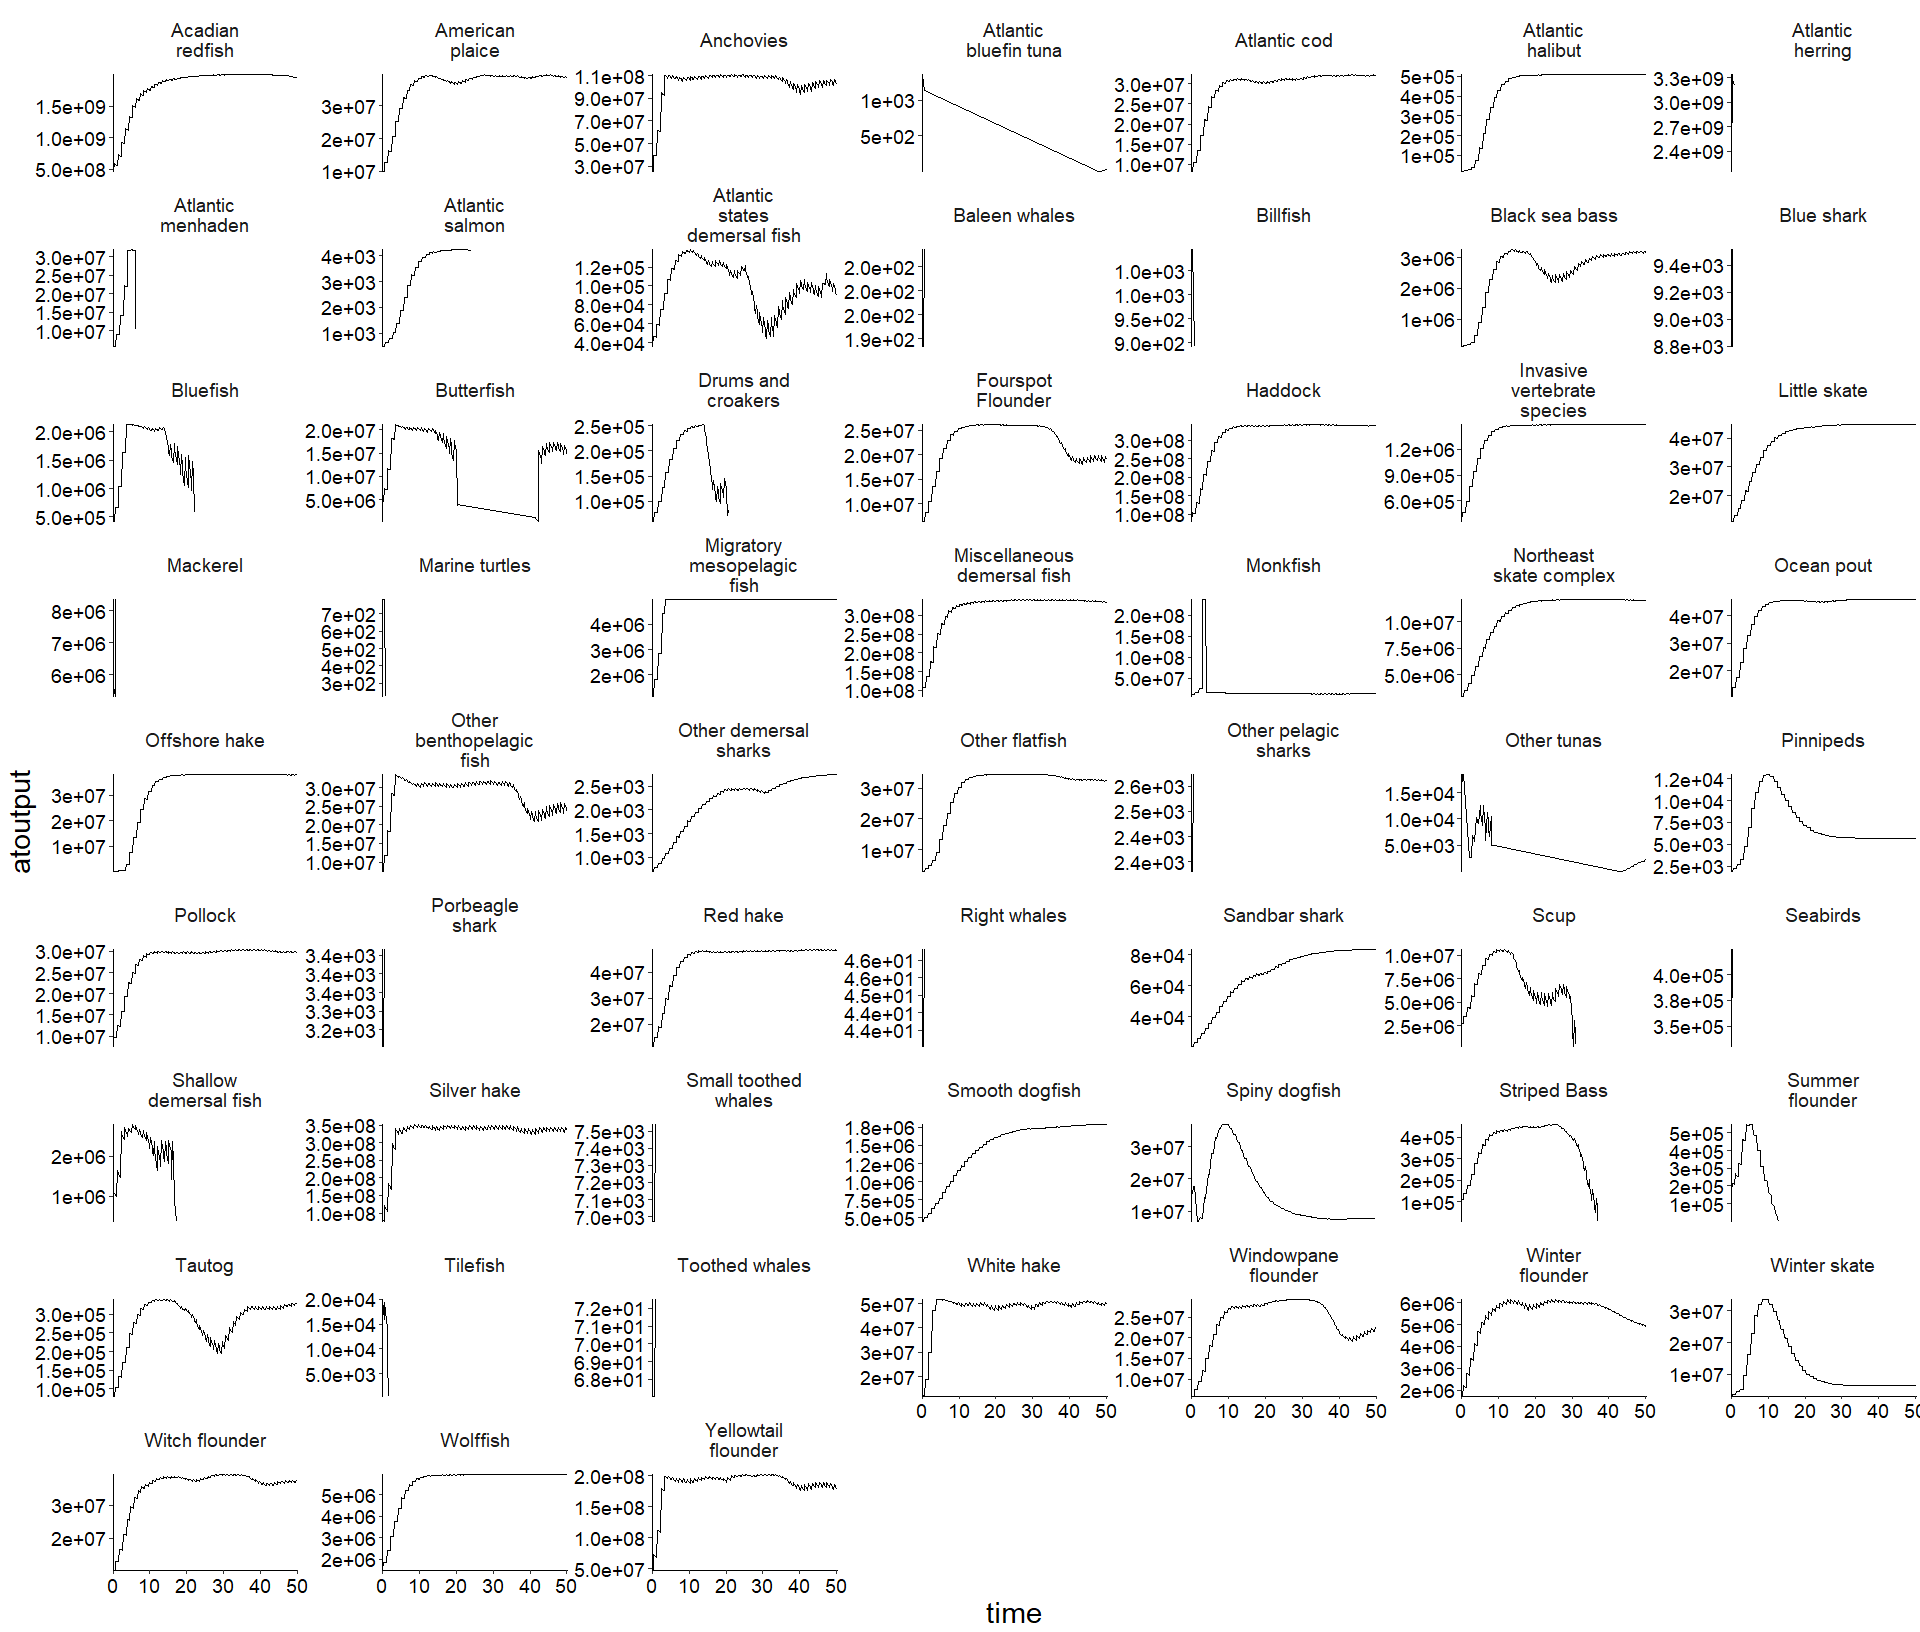 Acadian
redfish
American
plaice
Anchovies
Atlantic
bluefin tuna
Atlantic cod
Atlantic
halibut
Atlantic
herring
1.5e+09
1.0e+09
5.0e+08
3e+07
2e+07
1e+07
1.1e+08
9.0e+07
7.0e+07
5.0e+07
3.0e+07
1e+03
5e+02
3.0e+07
2.5e+07
2.0e+07
1.5e+07
1.0e+07
5e+05
4e+05
3e+05
2e+05
1e+05
3.3e+09
3.0e+09
2.7e+09
2.4e+09
Atlantic
menhaden
Atlantic
salmon
Atlantic
states
demersal fish
Baleen whales
Billfish
Black sea bass
Blue shark
3.0e+07
2.5e+07
2.0e+07
1.5e+07
1.0e+07
4e+03
3e+03
2e+03
1e+03
1.2e+05
1.0e+05
8.0e+04
6.0e+04
4.0e+04
2.0e+02
2.0e+02
2.0e+02
1.9e+02
1.0e+03
1.0e+03
9.5e+02
9.0e+02
3e+06
2e+06
1e+06
9.4e+03
9.2e+03
9.0e+03
8.8e+03
Bluefish
Butterfish
Drums and
croakers
Fourspot
Flounder
Haddock
Invasive
vertebrate
species
Little skate
2.0e+06
1.5e+06
1.0e+06
5.0e+05
2.0e+07
1.5e+07
1.0e+07
5.0e+06
2.5e+05
2.0e+05
1.5e+05
1.0e+05
2.5e+07
2.0e+07
1.5e+07
1.0e+07
3.0e+08
2.5e+08
2.0e+08
1.5e+08
1.0e+08
1.2e+06
9.0e+05
6.0e+05
4e+07
3e+07
2e+07
Mackerel
Marine turtles
Migratory
mesopelagic
fish
Miscellaneous
demersal fish
Monkfish
Northeast
skate complex
Ocean pout
8e+06
7e+06
6e+06
7e+02
6e+02
5e+02
4e+02
3e+02
4e+06
3e+06
2e+06
3.0e+08
2.5e+08
2.0e+08
1.5e+08
1.0e+08
2.0e+08
1.5e+08
1.0e+08
5.0e+07
1.0e+07
7.5e+06
5.0e+06
4e+07
3e+07
2e+07
Offshore hake
Other
benthopelagic
fish
Other demersal
sharks
Other flatfish
Other pelagic
sharks
Other tunas
Pinnipeds
3e+07
2e+07
1e+07
3.0e+07
2.5e+07
2.0e+07
1.5e+07
1.0e+07
2.5e+03
2.0e+03
1.5e+03
1.0e+03
3e+07
2e+07
1e+07
2.6e+03
2.5e+03
2.4e+03
2.4e+03
1.5e+04
1.0e+04
5.0e+03
1.2e+04
1.0e+04
7.5e+03
5.0e+03
2.5e+03
atoutput
Pollock
Porbeagle
shark
Red hake
Right whales
Sandbar shark
Scup
Seabirds
3.0e+07
2.5e+07
2.0e+07
1.5e+07
1.0e+07
3.4e+03
3.4e+03
3.4e+03
3.3e+03
3.2e+03
4e+07
3e+07
2e+07
4.6e+01
4.6e+01
4.5e+01
4.4e+01
4.4e+01
8e+04
6e+04
4e+04
1.0e+07
7.5e+06
5.0e+06
2.5e+06
4.0e+05
3.8e+05
3.5e+05
Shallow
demersal fish
Silver hake
Small toothed
whales
Smooth dogfish
Spiny dogfish
Striped Bass
Summer
flounder
2e+06
1e+06
3.5e+08
3.0e+08
2.5e+08
2.0e+08
1.5e+08
1.0e+08
7.5e+03
7.4e+03
7.3e+03
7.2e+03
7.1e+03
7.0e+03
1.8e+06
1.5e+06
1.2e+06
1.0e+06
7.5e+05
5.0e+05
3e+07
2e+07
1e+07
4e+05
3e+05
2e+05
1e+05
5e+05
4e+05
3e+05
2e+05
1e+05
Tautog
Tilefish
Toothed whales
White hake
Windowpane
flounder
Winter
flounder
Winter skate
3.0e+05
2.5e+05
2.0e+05
1.5e+05
1.0e+05
2.0e+04
1.5e+04
1.0e+04
5.0e+03
7.2e+01
7.1e+01
7.0e+01
6.9e+01
6.8e+01
5e+07
4e+07
3e+07
2e+07
2.5e+07
2.0e+07
1.5e+07
1.0e+07
6e+06
5e+06
4e+06
3e+06
2e+06
3e+07
2e+07
1e+07
0 10 20 30 40 50
0 10 20 30 40 50
0 10 20 30 40 50
0 10 20 30 40 50
Witch flounder
Wolffish
Yellowtail
flounder
3e+07
2e+07
5e+06
4e+06
3e+06
2e+06
2.0e+08
1.5e+08
1.0e+08
5.0e+07
0 10 20 30 40 50
0 10 20 30 40 50
0 10 20 30 40 50
time